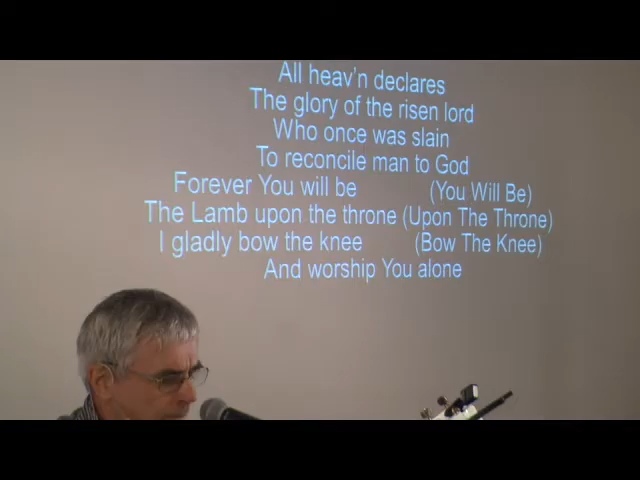 All heav'n declares
The glory of the risen lord
Who once was slain
To reconcile man to God
Forever You will be (You Will Be)
The Lamb upon the throne (Upon The Throne)
I gladly bow the knee (Bow The Knee)
And worship You alone